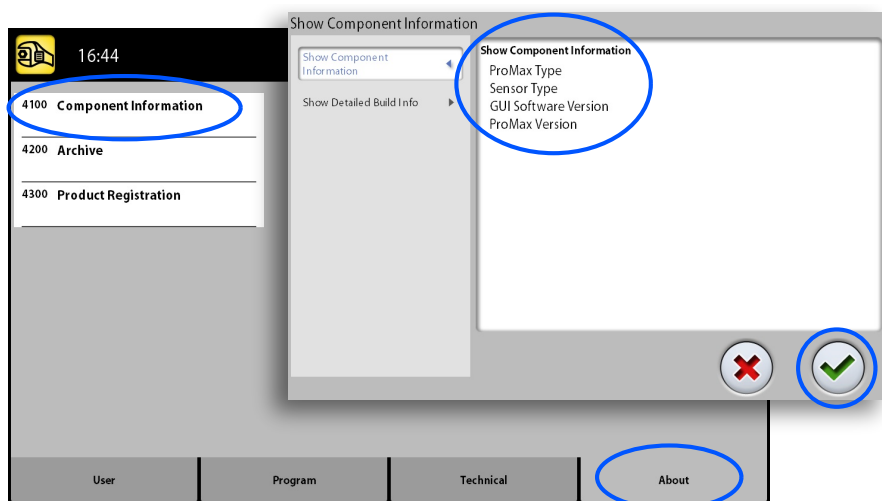 Show Component Information
16:44
Show Component
Information
Show Detailed Build Info
Show Component Information
ProMax Type
Sensor Type
GUI Software Version
ProMax Version
4100 Component Information
4200 Archive
4300 Product Registration
User
Program
Technical
About